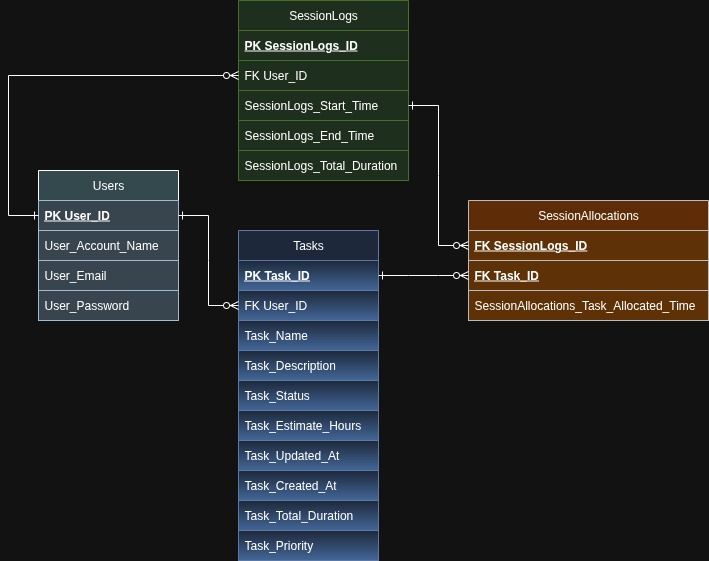 SessionLogs
PK SessionLogs_ID
FK User_ID
SessionLogs_Start_Time
SessionLogs_End_Time
SessionLogs_Total_Duration
Users
PK User_ID
User_Account_Name
User_Email
User_Password
Tasks
PK Task_ID
FK User_ID
Task_Name
Task_Description
Task_Status
Task_Estimate_Hours
Task_Updated_At
Task_Created_At
Task_Total_Duration
Task_Priority
SessionAllocations
FK SessionLogs_ID
FK Task_ID
SessionAllocations_Task_Allocated_Time